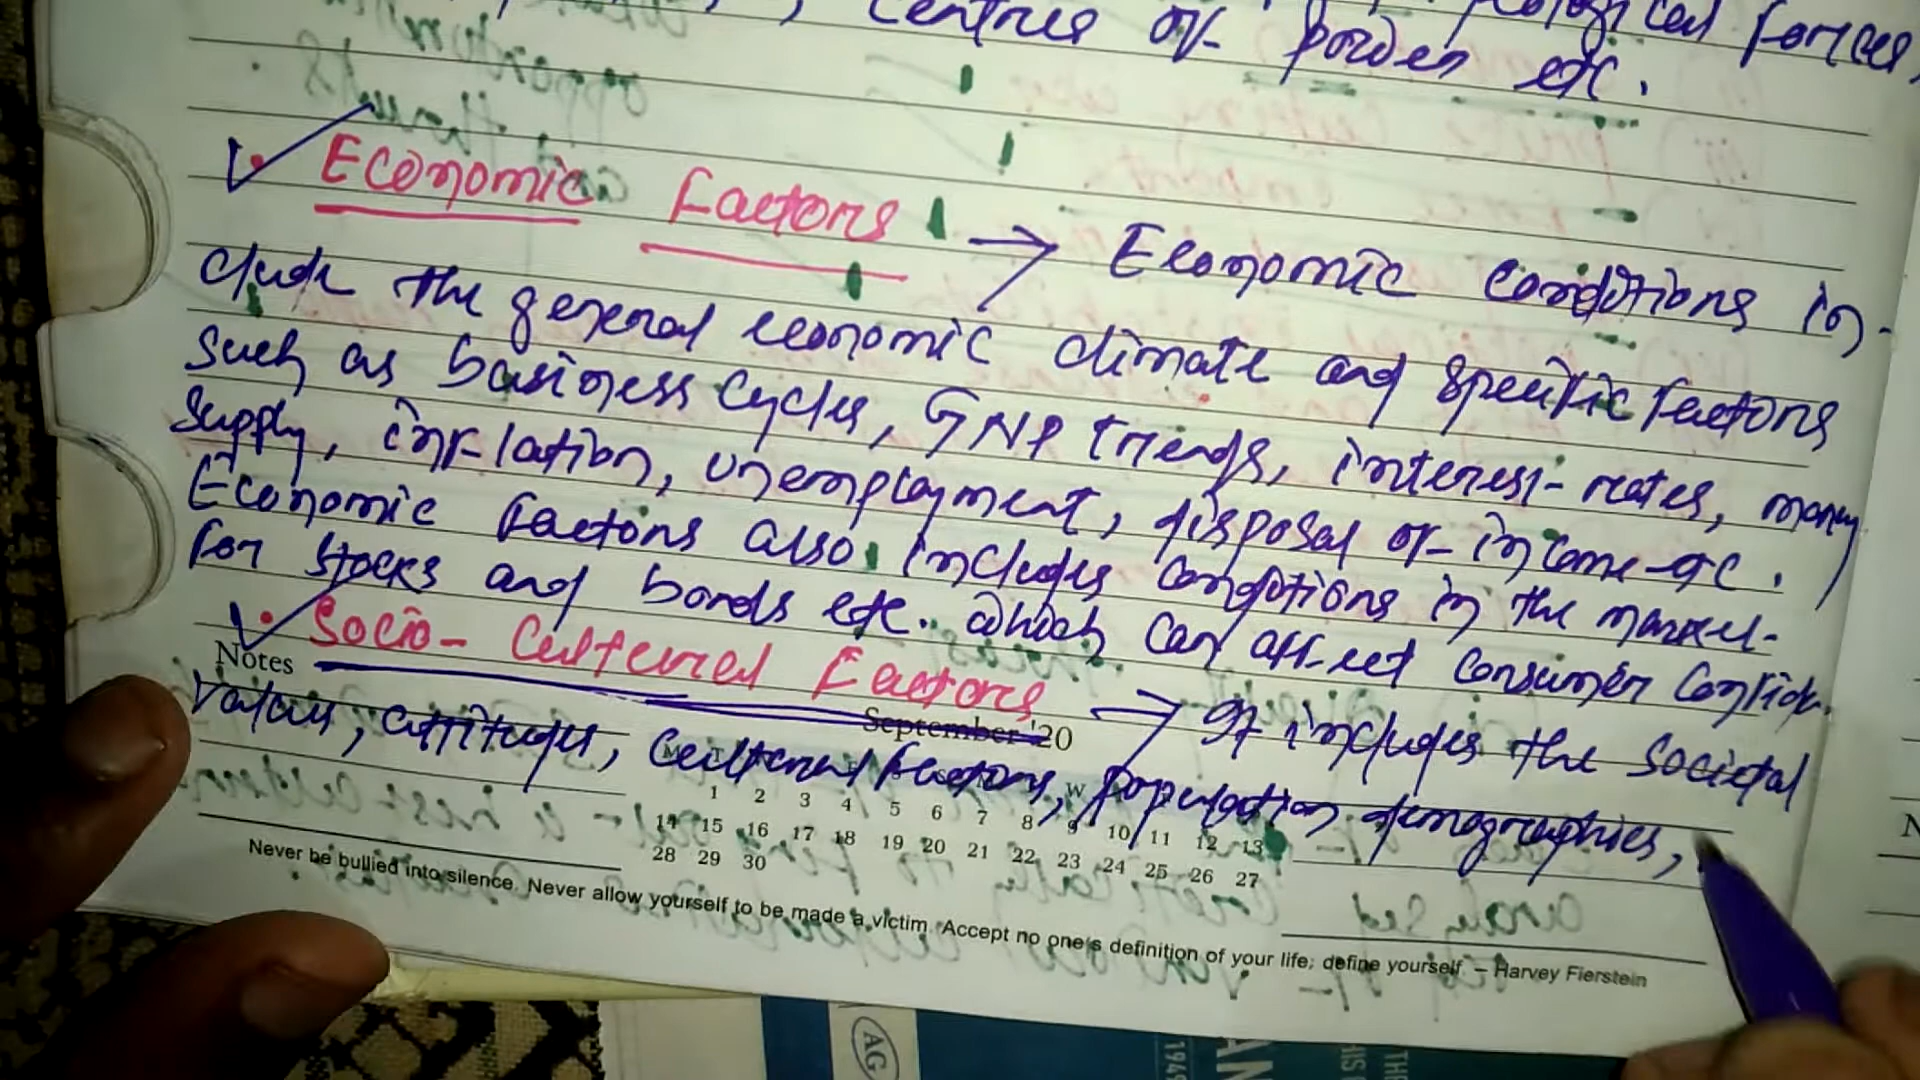 Centres of power etc.
Economic Factors → Economic conditions in-
clude the general economic climate and specific factors
such as business cycles, GNP trends, interest rates, money
supply, inflation, unemployment, disposal of income etc.
Economic factors also includes conditions in the market
for stocks and bonds etc. which can affect consumer
Socio-Cultural Factors → It includes the societal
Notes
values, attitudes, cultural factors, population demographics,
September '20
1 2 3 4 5 6 7 8 9 10 11 12 13
14 15 16 17 18 19 20 21 22 23 24 25 26 27
28 29 30
Never be bullied into silence. Never allow yourself to be made a victim. Accept no one's definition of your life; define yourself. – Harvey Fierstein
AG
1949